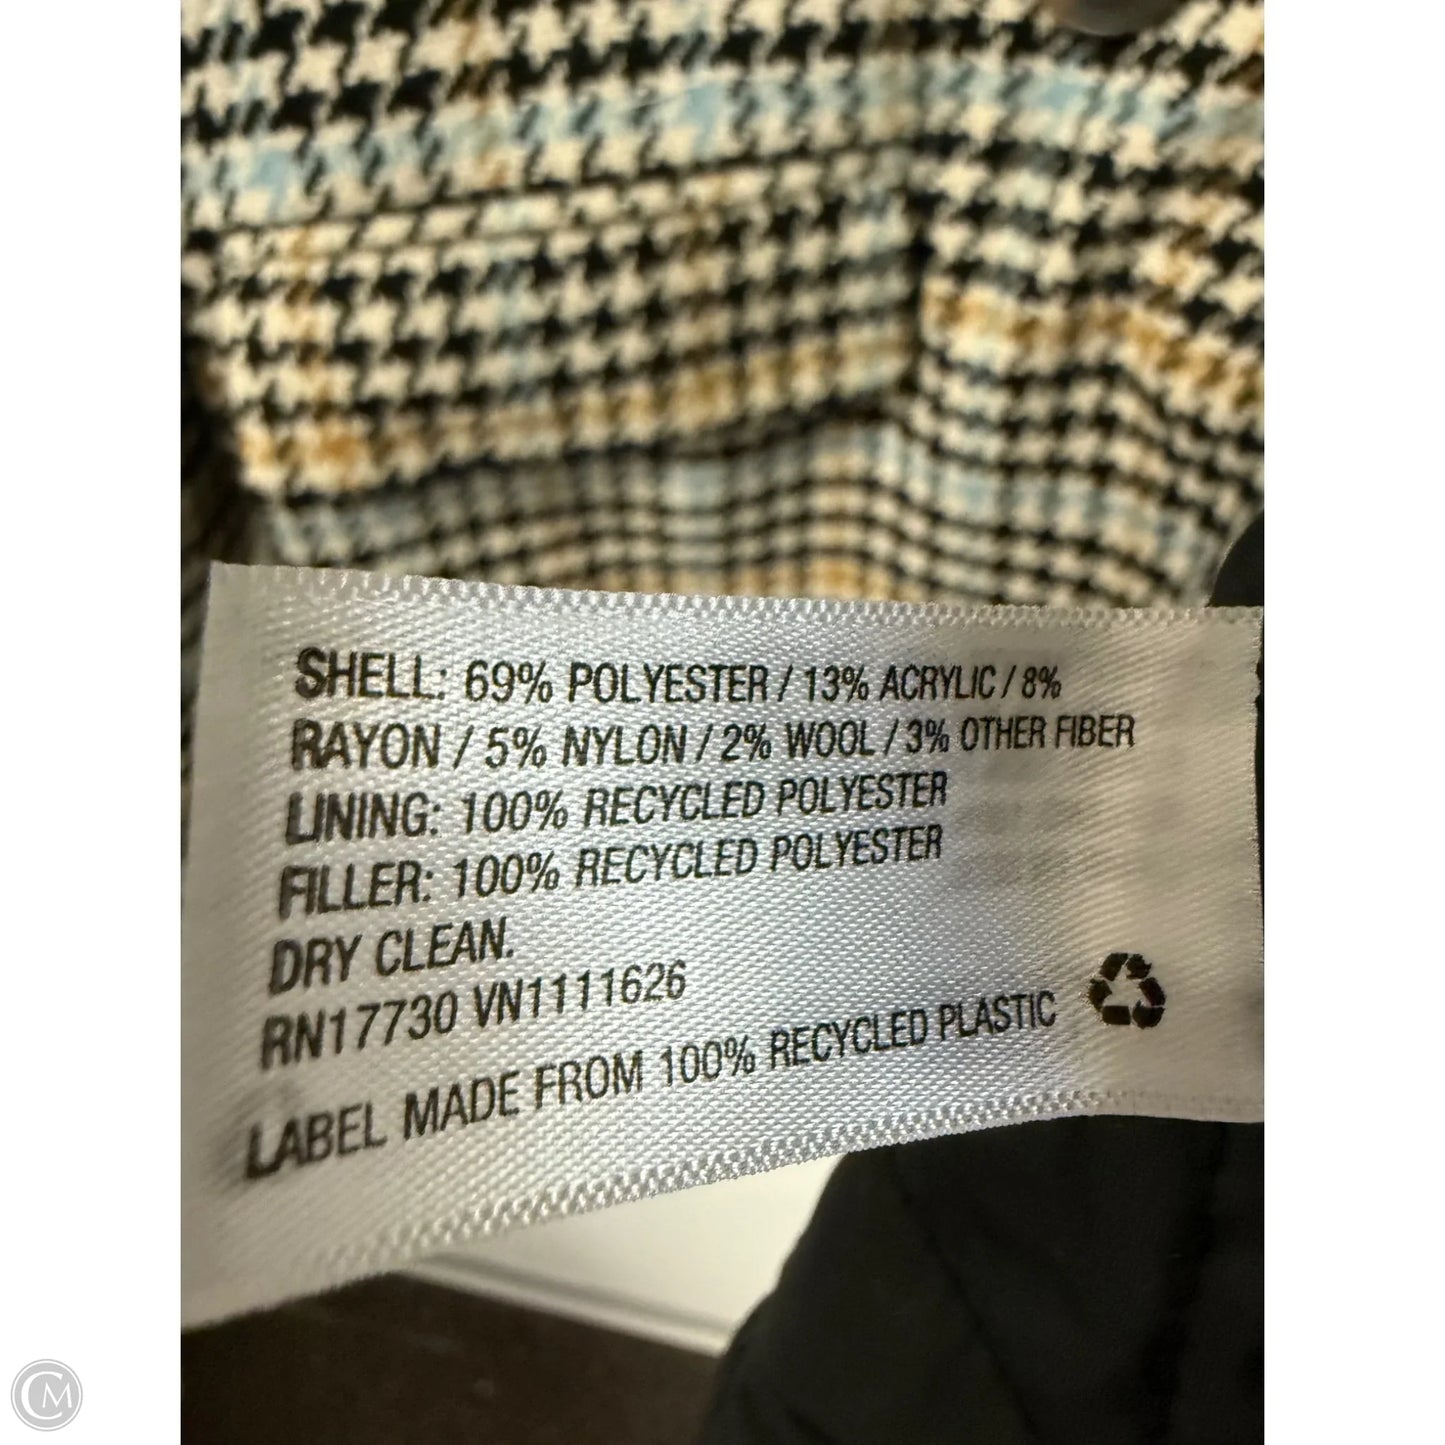 SHELL: 69% POLYESTER / 13% ACRYLIC / 8%
RAYON / 5% NYLON / 2% WOOL / 3% OTHER FIBER
LINING: 100% RECYCLED POLYESTER
FILLER: 100% RECYCLED POLYESTER
DRY CLEAN.
RN17730 VN1111626
LABEL MADE FROM 100% RECYCLED PLASTIC
CM